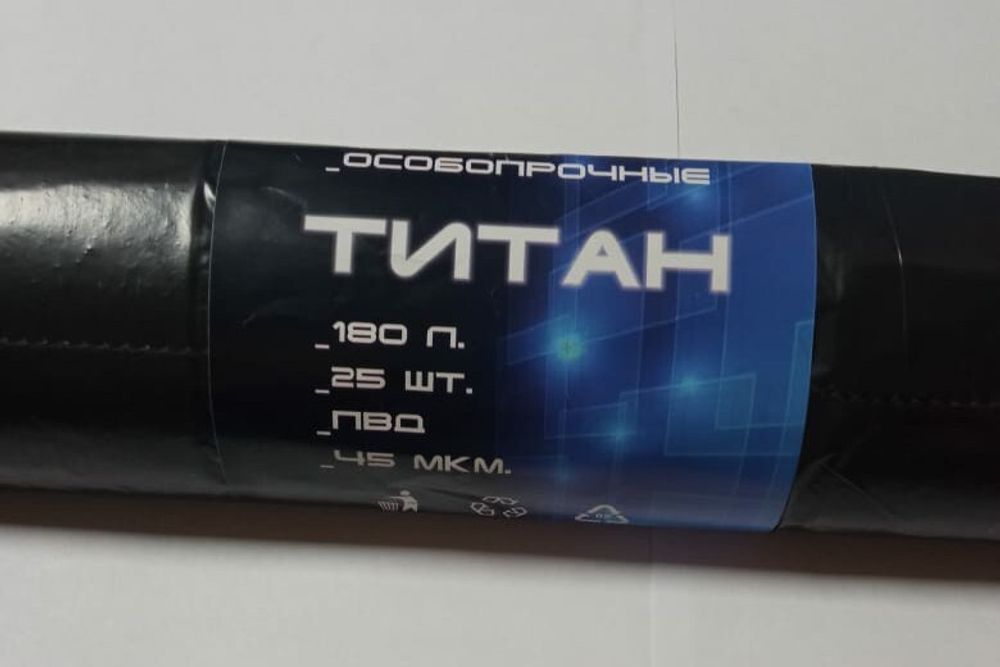 _ОСОБОПРОЧНЫЕ
ТИТАН
_180 Л.
_25 ШТ.
_ПВД
_45 МКМ.